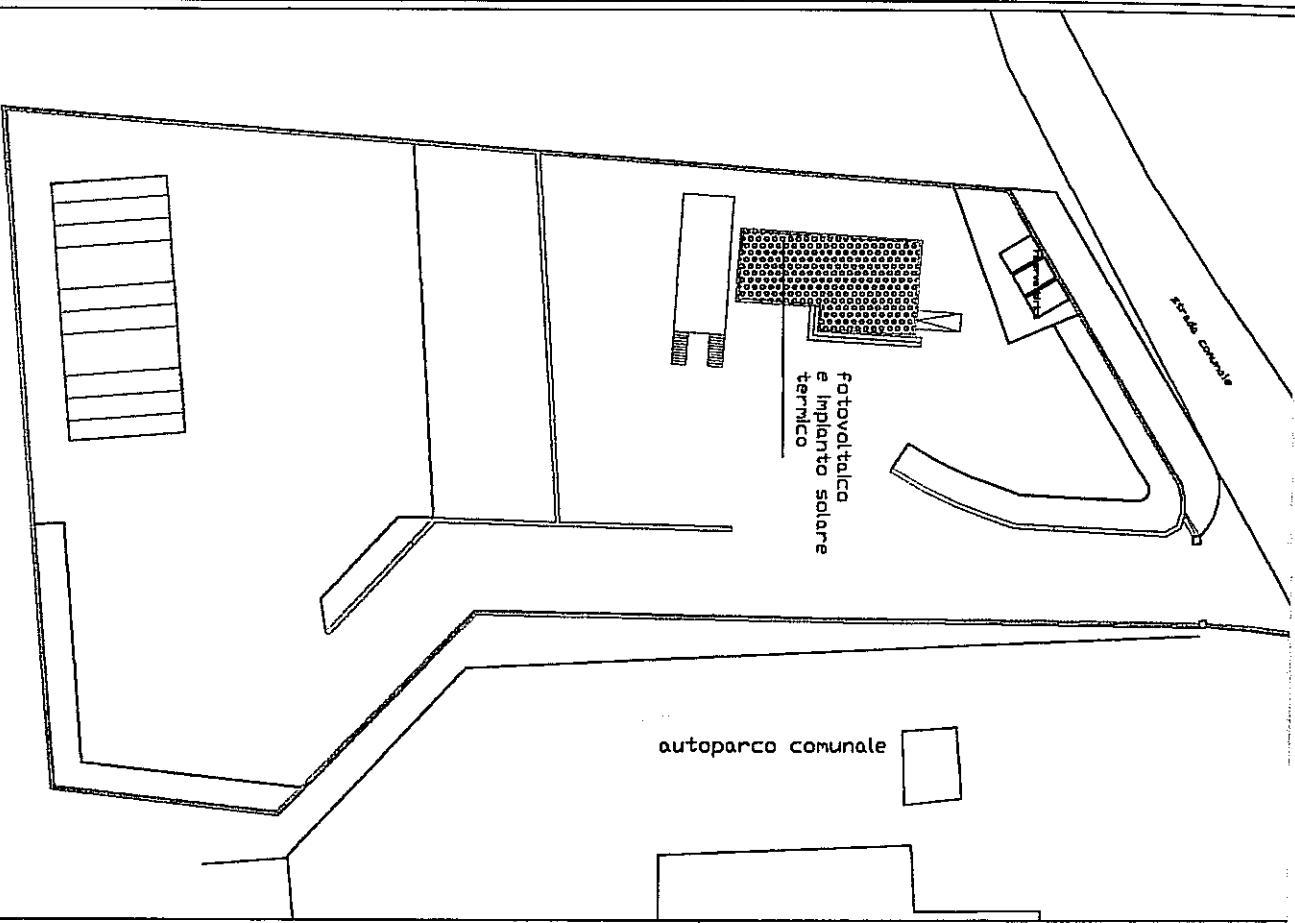 strada comunale
fotovoltaico
e impianto solare
termico
autoparco comunale